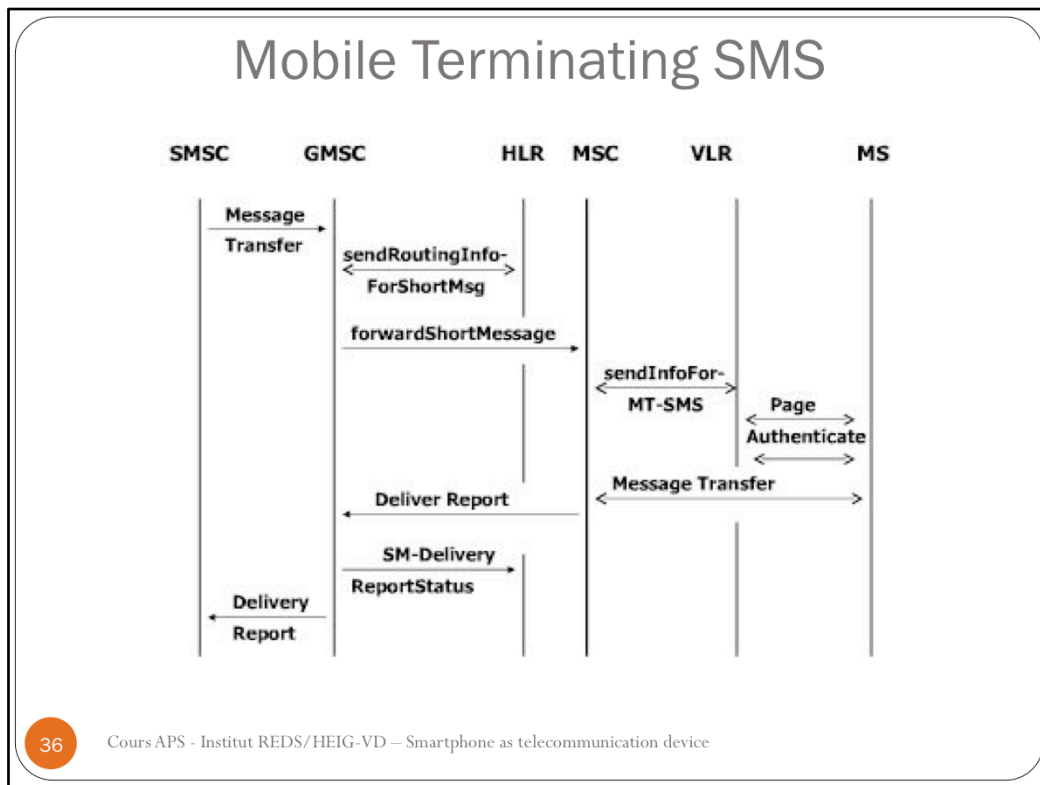 Mobile Terminating SMS
SMSC GMSC HLR MSC VLR MS
Message
Transfer
sendRoutingInfo-
ForShortMsg
forwardShortMessage
sendInfoFor-
MT-SMS
Page
Authenticate
Message Transfer
Deliver Report
SM-Delivery
ReportStatus
Delivery
Report
36 Cours APS - Institut REDS/HEIG-VD – Smartphone as telecommunication device